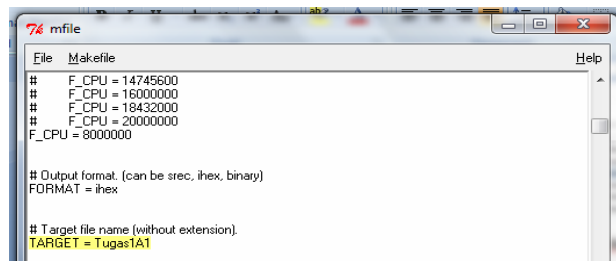 mfile
File Makefile Help
# F_CPU = 14745600
# F_CPU = 16000000
# F_CPU = 18432000
# F_CPU = 20000000
F_CPU = 8000000
# Output format. (can be srec, ihex, binary)
FORMAT = ihex
# Target file name (without extension).
TARGET = Tugas1A1